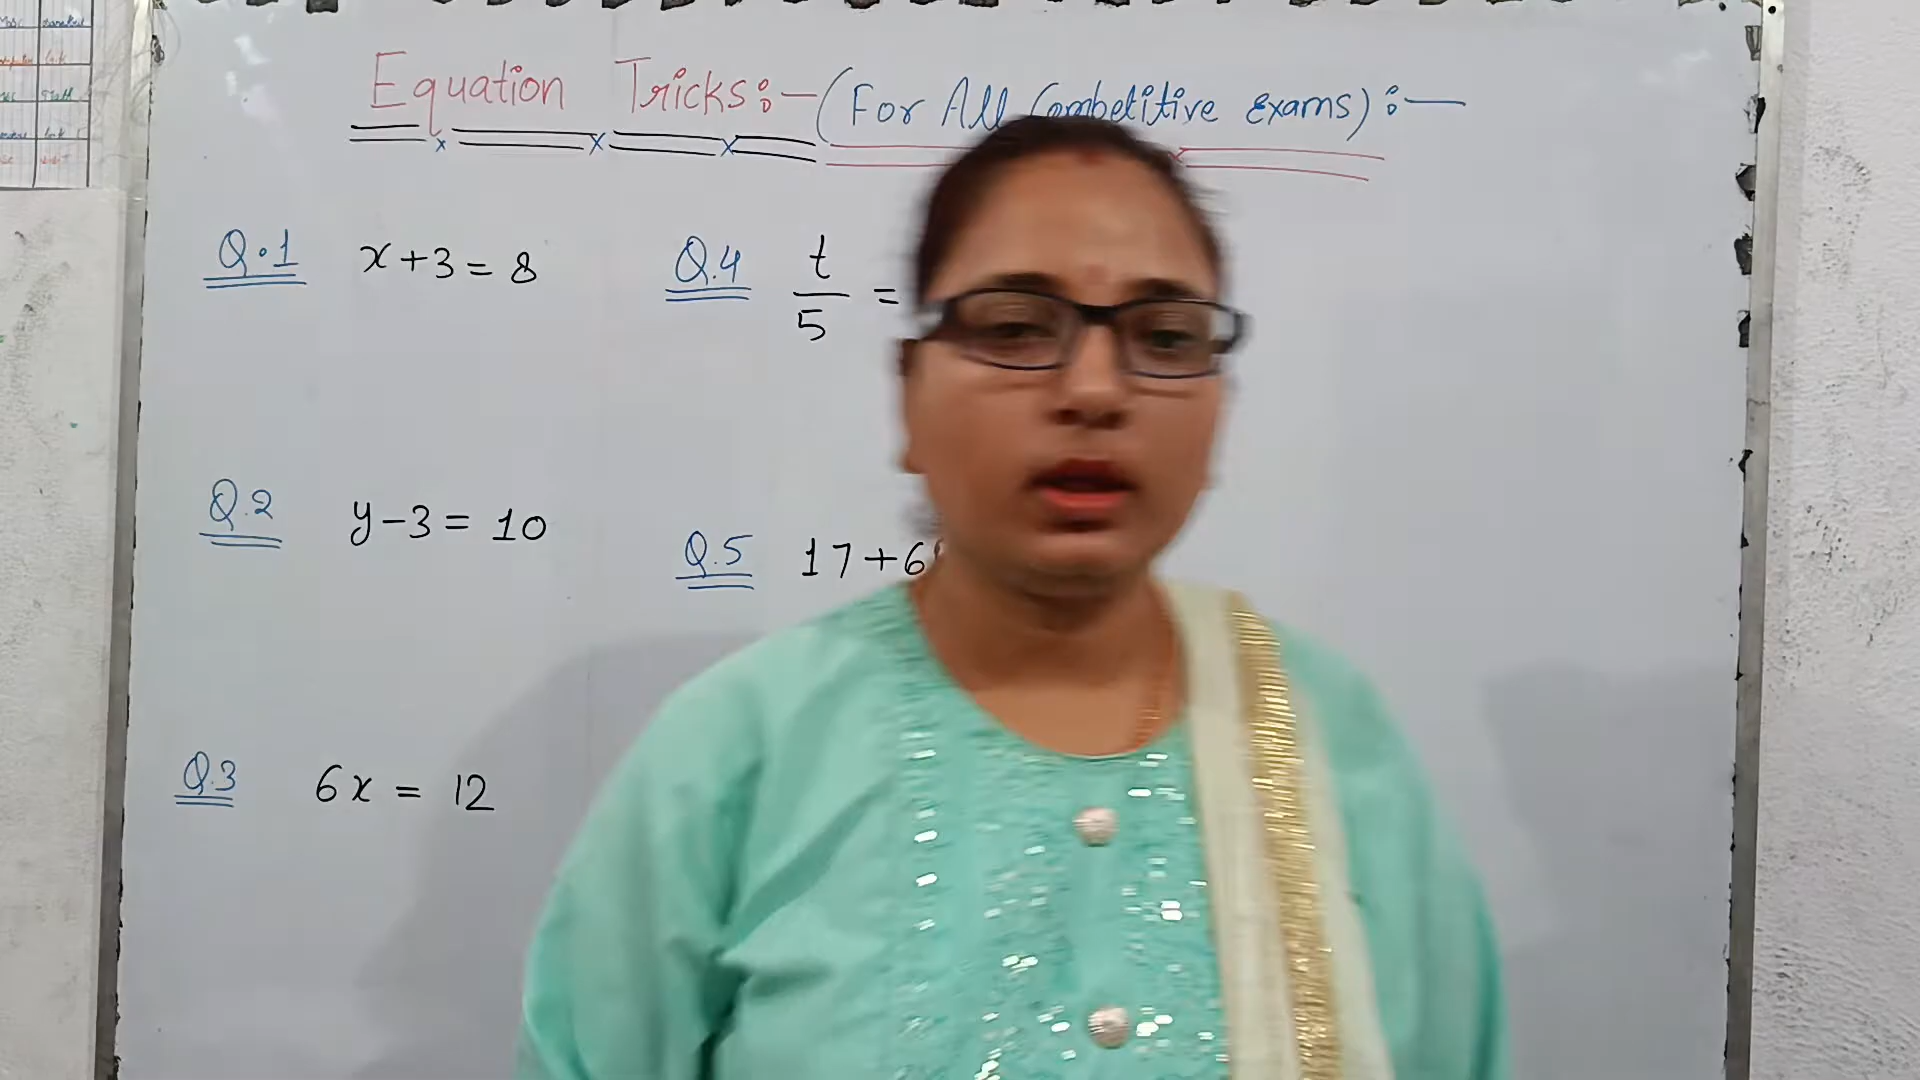 Equation Tricks:- (For All Competitive Exams):-
Q.1 x+3=8
Q.4 t/5 =
Q.2 y-3=10
Q.5 17+6
Q.3 6x = 12